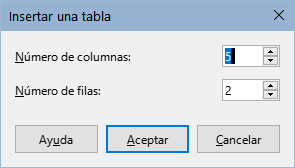 Insertar una tabla
Número de columnas: 5
Número de filas: 2
Ayuda Aceptar Cancelar